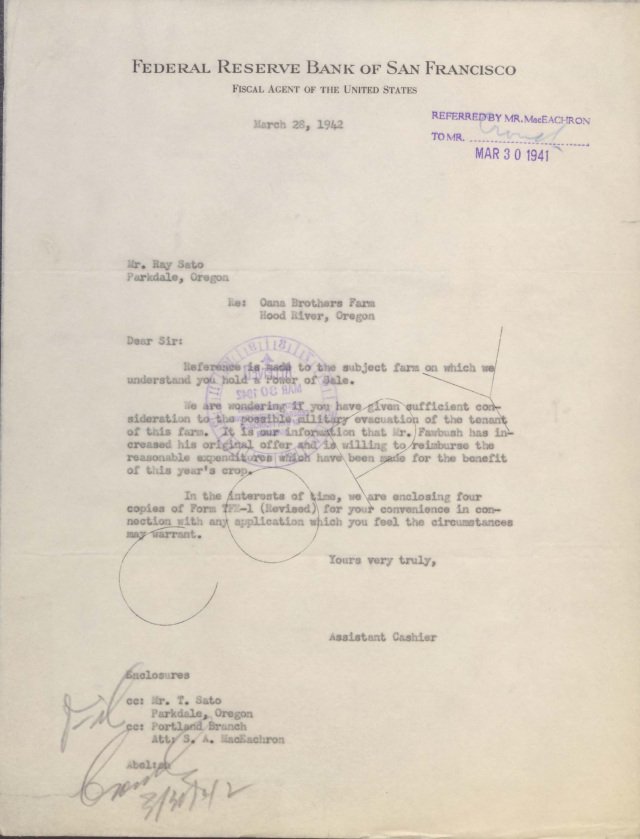 FEDERAL RESERVE BANK OF SAN FRANCISCO
FISCAL AGENT OF THE UNITED STATES
March 28, 1942
REFERRED BY MR. MacEACHRON
TO MR.
MAR 30 1941
Mr. Ray Sato
Parkdale, Oregon
Re: Oana Brothers Farm
Hood River, Oregon
Dear Sir:
Reference is made to the subject farm on which we
understand you hold a Power of Sale.
We are wondering if you have given sufficient con-
sideration to the possible military evacuation of the tenant
of this farm. It is our information that Mr. Fambush has in-
creased his original offer and is willing to reimburse the
reasonable expenditures which have been made for the benefit
of this year's crop.
In the interests of time, we are enclosing four
copies of Form TFR-1 (Revised) for your convenience in con-
nection with any application which you feel the circumstances
may warrant.
COPY
Yours very truly,
Assistant Cashier
Enclosures
cc: Mr. T. Sato
Parkdale, Oregon
cc: Portland Branch
Att: S. A. MacEachron
File
3/30/42